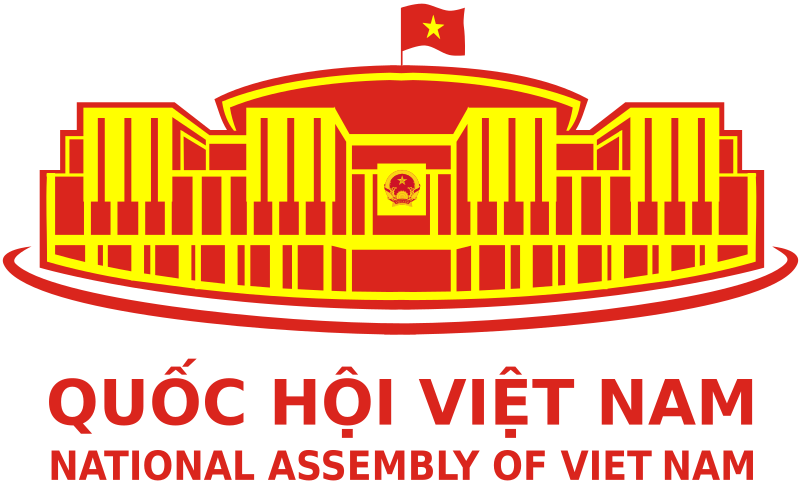 QUỐC HỘI VIỆT NAM
NATIONAL ASSEMBLY OF VIET NAM